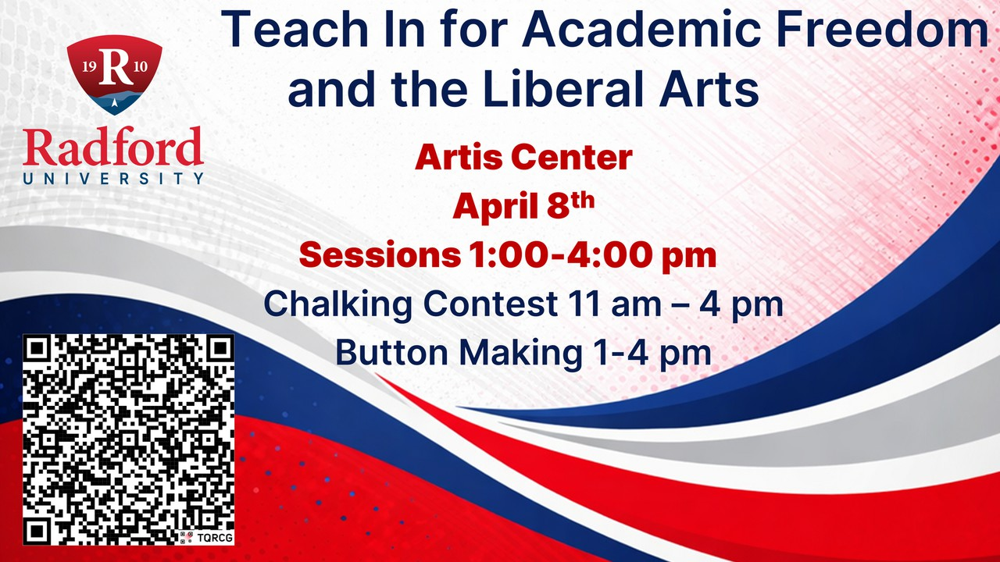 Teach In for Academic Freedom
and the Liberal Arts
19 R 10
Radford
UNIVERSITY
Artis Center
April 8th
Sessions 1:00-4:00 pm
Chalking Contest 11 am – 4 pm
Button Making 1-4 pm
TQRCG